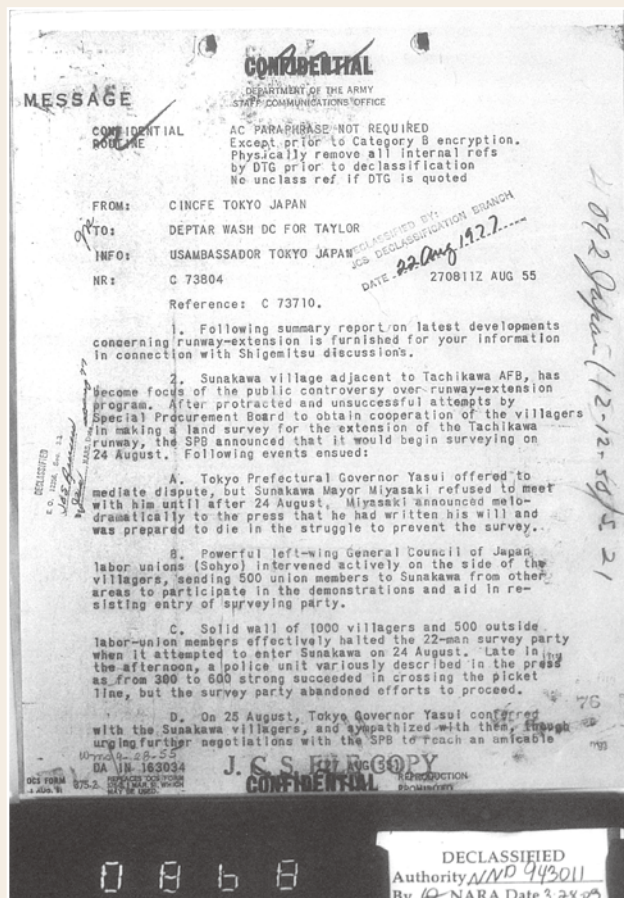 CONFIDENTIAL
DEPARTMENT OF THE ARMY
STAFF COMMUNICATIONS OFFICE
MESSAGE
CONFIDENTIAL AC PARAPHRASE NOT REQUIRED
ROUTINE Except prior to Category B encryption.
Physically remove all internal refs
by DTG prior to declassification
No unclass ref if DTG is quoted
FROM: CINCFE TOKYO JAPAN
TO: DEPTAR WASH DC FOR TAYLOR
INFO: USAMBASSADOR TOKYO JAPAN
DECLASSIFIED BY:
JCS DECLASSIFICATION BRANCH
DATE 22 Aug 1977
NR: C 73804 270811Z AUG 55
Reference: C 73710.
1. Following summary report on latest developments
concerning runway-extension is furnished for your information
in connection with Shigemitsu discussions.
2. Sunakawa village adjacent to Tachikawa AFB, has
become focus of the public controversy over runway-extension
program. After protracted and unsuccessful attempts by
Special Procurement Board to obtain cooperation of the villagers
in making a land survey for the extension of the Tachikawa
runway, the SPB announced that it would begin surveying on
24 August. Following events ensued:
A. Tokyo Prefectural Governor Yasui offered to
mediate dispute, but Sunakawa Mayor Miyasaki refused to meet
with him until after 24 August. Miyasaki announced melo-
dramatically to the press that he had written his will and
was prepared to die in the struggle to prevent the survey.
B. Powerful left-wing General Council of Japan
labor unions (Sohyo) intervened actively on the side of the
villagers, sending 500 union members to Sunakawa from other
areas to participate in the demonstrations and aid in re-
sisting entry of surveying party.
C. Solid wall of 1000 villagers and 500 outside
labor-union members effectively halted the 22-man survey party
when it attempted to enter Sunakawa on 24 August. Late in
the afternoon, a police unit variously described in the press
as from 300 to 600 strong succeeded in crossing the picket
line, but the survey party abandoned efforts to proceed.
D. On 25 August, Tokyo Governor Yasui conferred
with the Sunakawa villagers, and sympathized with them, though
urging further negotiations with the SPB to reach an amicable
DECLASSIFIED
76
DA IN 163034
J. C. S. FILE COPY
CONFIDENTIAL
REPRODUCTION
PROHIBITED
DCS FORM 375-2
REPLACES OCS FORM
WHICH
MAY BE USED.
DECLASSIFIED
Authority NND 943011
By NARA Date